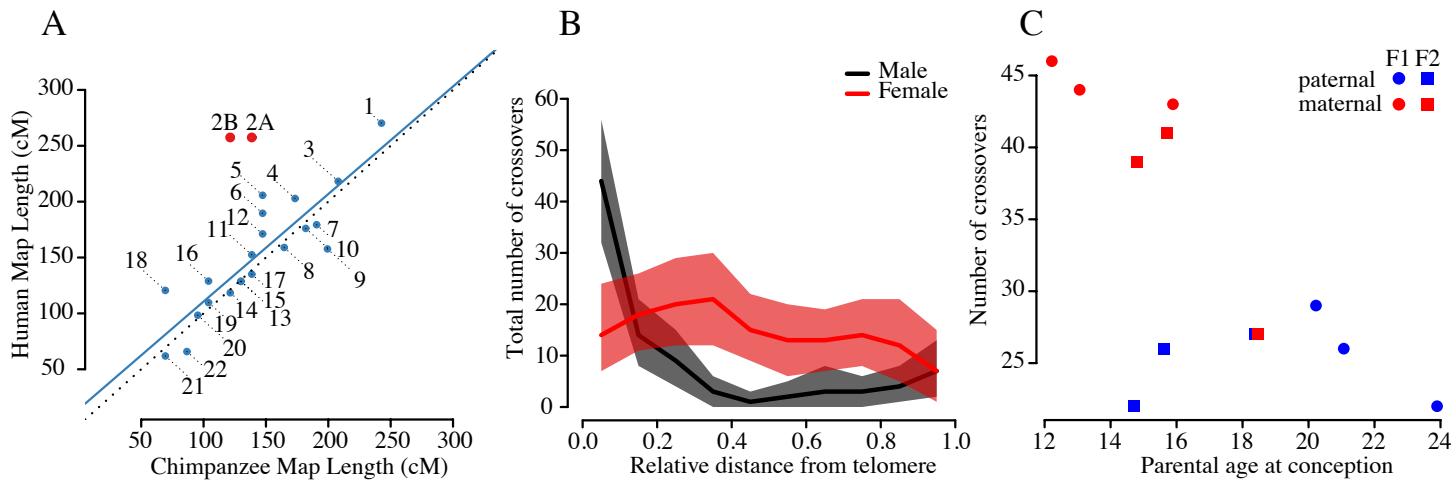 A
Human Map Length (cM)
300
250
200
150
100
50
1
2B 2A
3
5 4
6
12
7
11
10
16
8 9
18
17
15
14 13
19
20
22
21
50 100 150 200 250 300
Chimpanzee Map Length (cM)
B
Male
Female
Total number of crossovers
60
50
40
30
20
10
0
0.0 0.2 0.4 0.6 0.8 1.0
Relative distance from telomere
C
F1 F2
paternal
maternal
Number of crossovers
45
40
35
30
25
12 14 16 18 20 22 24
Parental age at conception